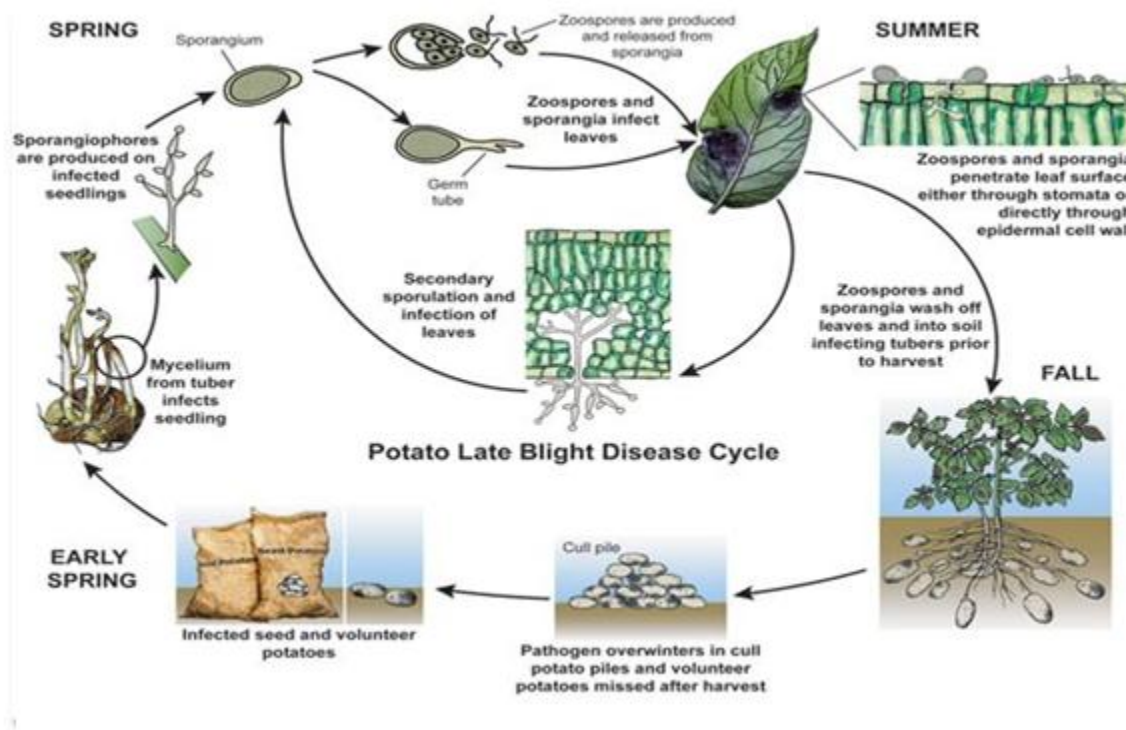 SPRING
Sporangium
Zoospores are produced
and released from
sporangia
SUMMER
Zoospores and
sporangia infect
leaves
Germ
tube
Sporangiophores
are produced on
infected
seedlings
Zoospores and sporangia
penetrate leaf surface
either through stomata o
directly through
epidermal cell wal
Secondary
sporulation and
infection of
leaves
Zoospores and
sporangia wash off
leaves and into soil
infecting tubers prior
to harvest
Mycelium
from tuber
infects
seedling
FALL
Potato Late Blight Disease Cycle
EARLY
SPRING
Seed Potatoes
Cull pile
Infected seed and volunteer
potatoes
Pathogen overwinters in cull
potato piles and volunteer
potatoes missed after harvest